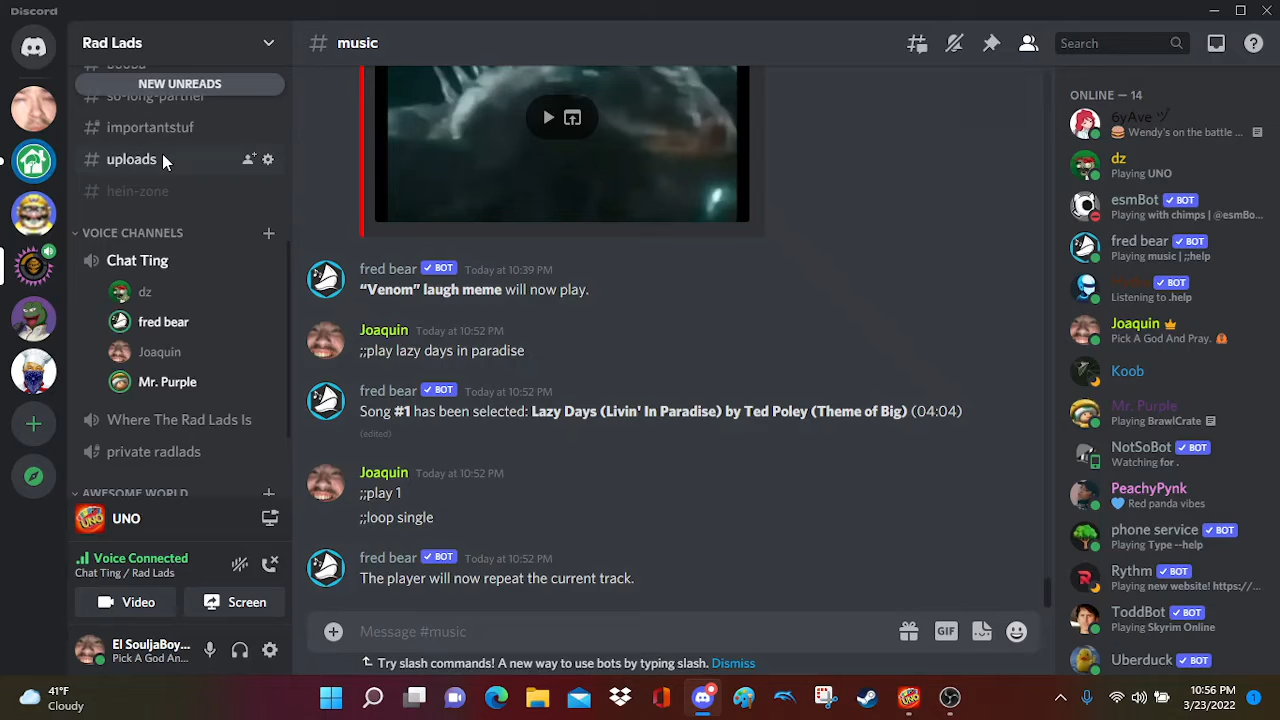 Discord
Rad Lads
NEW UNREADS
so-long-partner
importantstuf
uploads
hein-zone
VOICE CHANNELS
Chat Ting
dz
fred bear
Joaquin
Mr. Purple
Where The Rad Lads Is
private radlads
AWESOME WORLD
UNO
Voice Connected
Chat Ting / Rad Lads
Video
Screen
El SouljaBoy...
Pick A God An...
# music
Search
fred bear BOT Today at 10:39 PM
“Venom” laugh meme will now play.
Joaquin Today at 10:52 PM
;;play lazy days in paradise
fred bear BOT Today at 10:52 PM
Song #1 has been selected: Lazy Days (Livin' In Paradise) by Ted Poley (Theme of Big) (04:04)
(edited)
Joaquin Today at 10:52 PM
;;play 1
;;loop single
fred bear BOT Today at 10:52 PM
The player will now repeat the current track.
Message #music
GIF
Try slash commands! A new way to use bots by typing slash. Dismiss
ONLINE — 14
6yAve ヅ
Wendy's on the battle ...
dz
Playing UNO
esmBot BOT
Playing with chimps | @esmBo...
fred bear BOT
Playing music | ;;help
BOT
Listening to .help
Joaquin
Pick A God And Pray.
Koob
Mr. Purple
Playing BrawlCrate
NotSoBot BOT
Watching for .
PeachyPynk
Red panda vibes
phone service BOT
Playing Type --help
Rythm BOT
Playing new website! https://...
ToddBot BOT
Playing Skyrim Online
Uberduck BOT
41°F
Cloudy
10:56 PM
3/23/2022
1